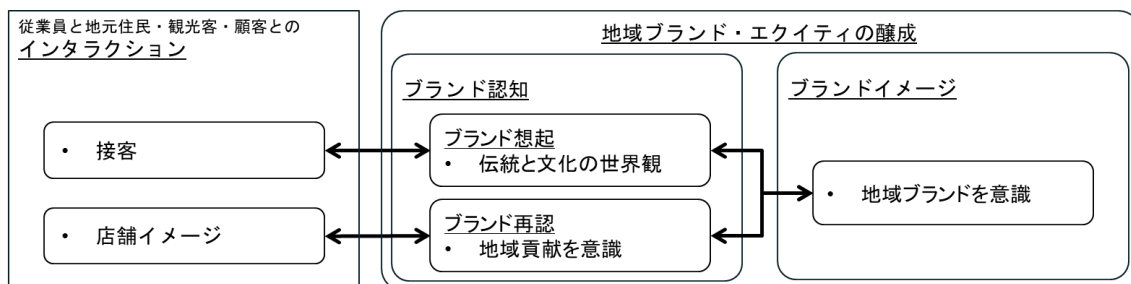 従業員と地元住民・観光客・顧客との
インタラクション
• 接客
• 店舗イメージ
地域ブランド・エクイティの醸成
ブランド認知
ブランド想起
• 伝統と文化の世界観
ブランド再認
• 地域貢献を意識
ブランドイメージ
• 地域ブランドを意識